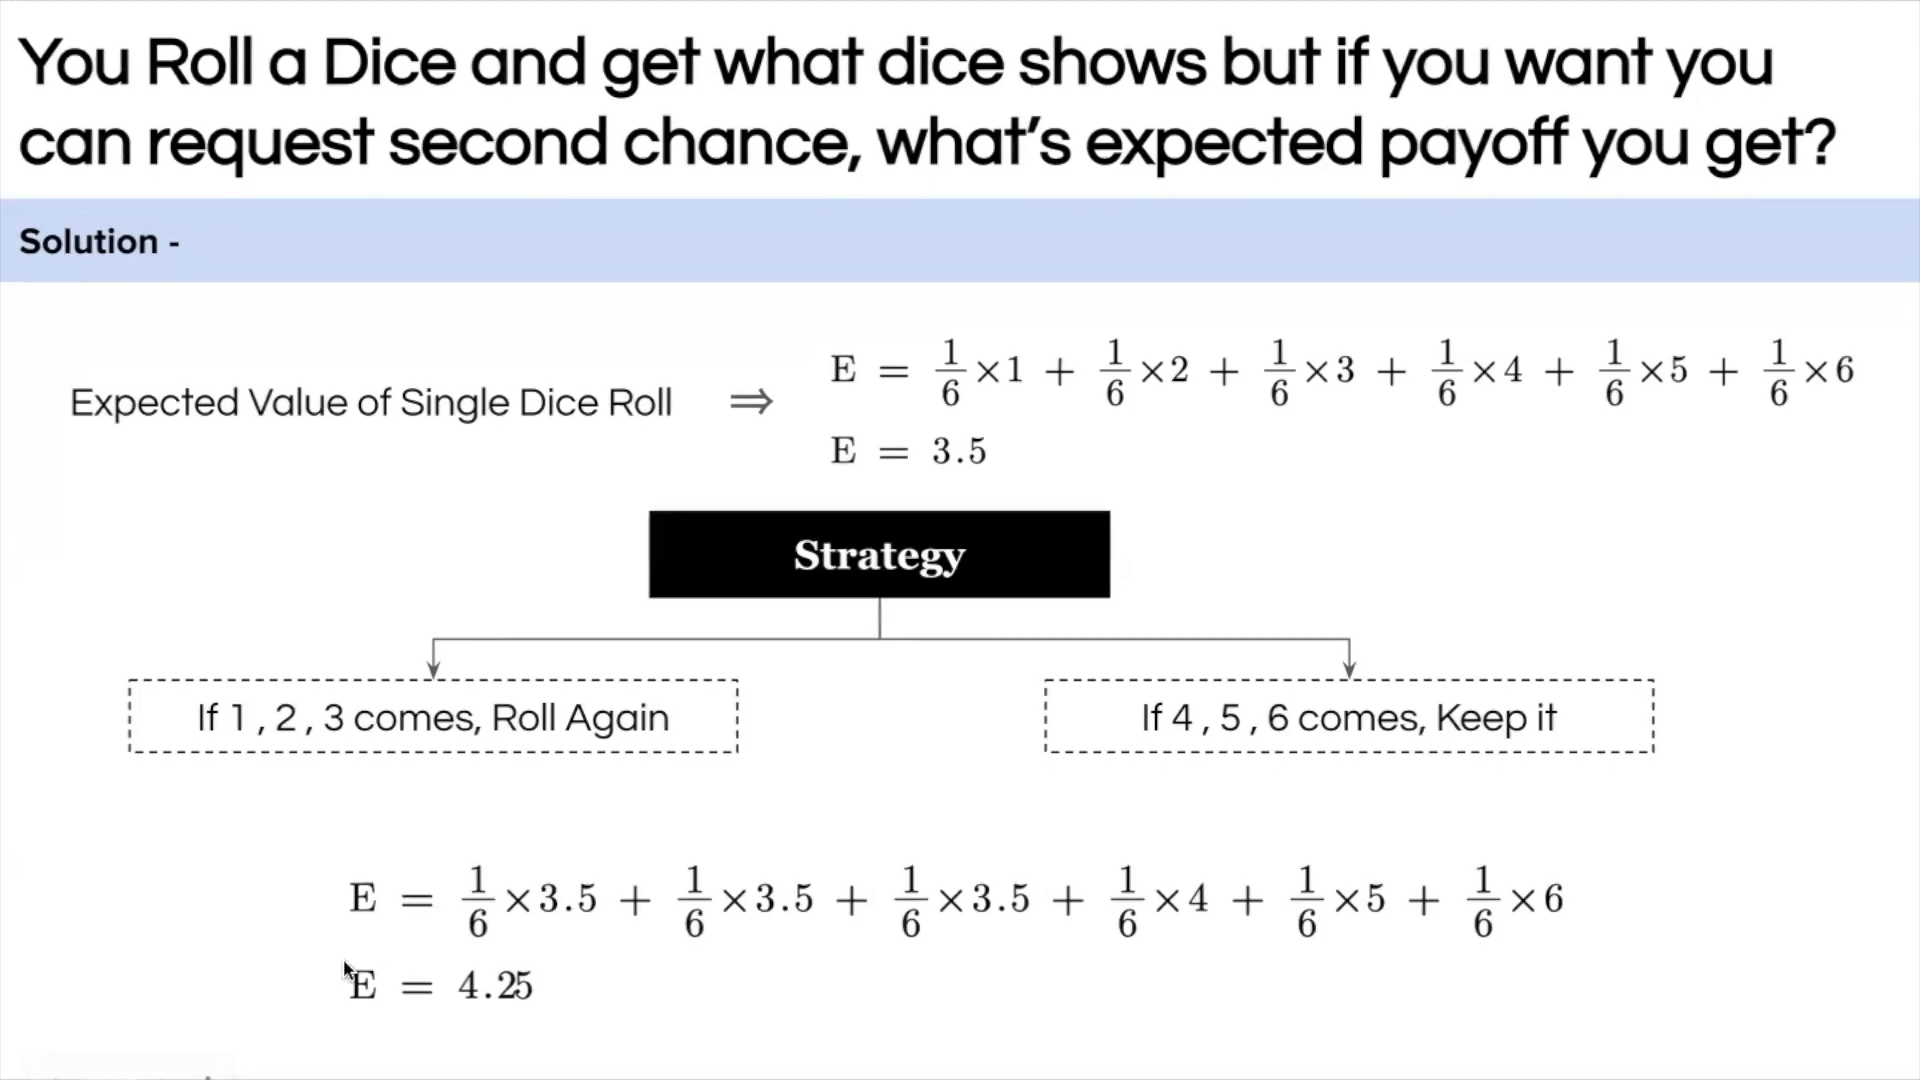 You Roll a Dice and get what dice shows but if you want you
can request second chance, what's expected payoff you get?
Solution -
Expected Value of Single Dice Roll ⇒ E = 1/6 ×1 + 1/6 ×2 + 1/6 ×3 + 1/6 ×4 + 1/6 ×5 + 1/6 ×6
E = 3.5
Strategy
If 1 , 2 , 3 comes, Roll Again
If 4 , 5 , 6 comes, Keep it
E = 1/6 ×3.5 + 1/6 ×3.5 + 1/6 ×3.5 + 1/6 ×4 + 1/6 ×5 + 1/6 ×6
E = 4.25